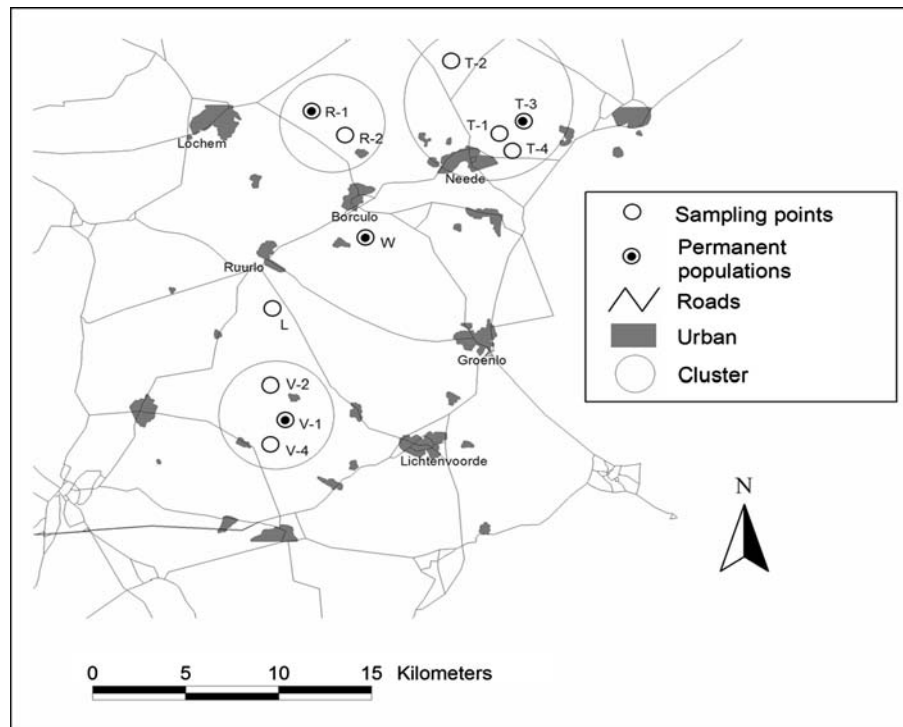 T-2
R-1
T-3
R-2
T-1
T-4
Lochem
Neede
Borculo
W
Ruurlo
L
Groenlo
V-2
V-1
V-4
Lichtenvoorde
Sampling points
Permanent
populations
Roads
Urban
Cluster
N
0 5 10 15 Kilometers